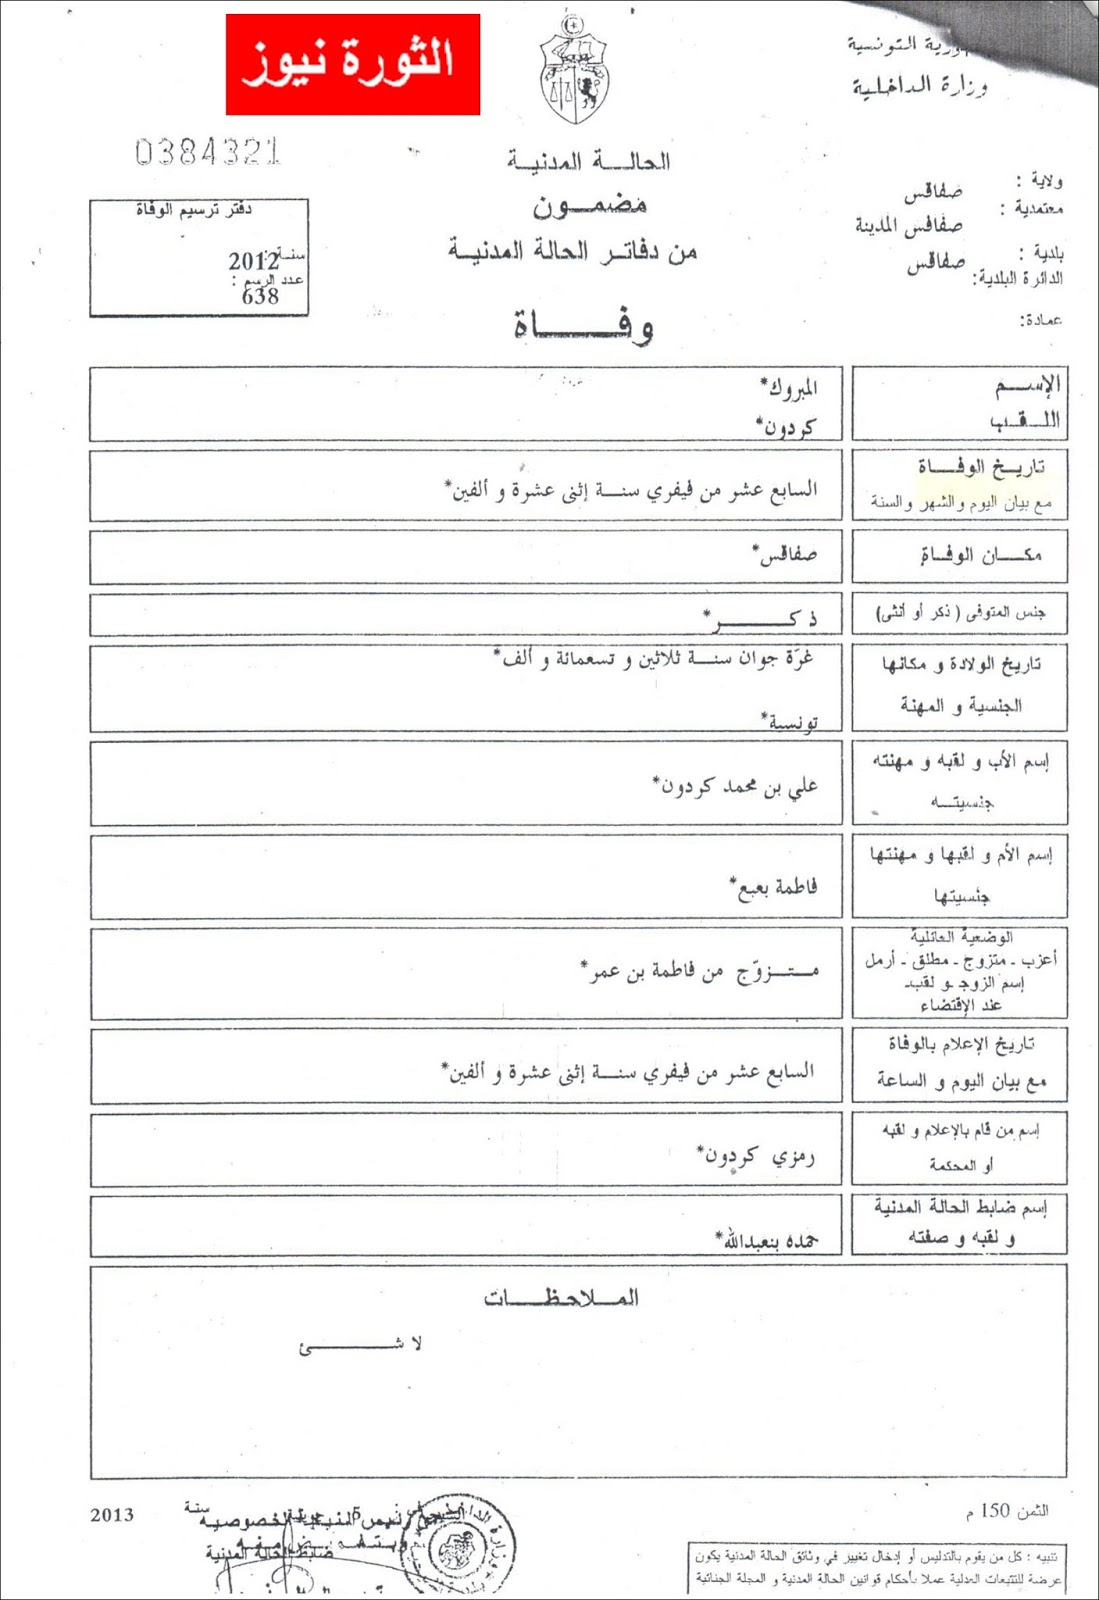 الثورة نيوز
التونسية
وزارة الداخلية
0384321
الحالة المدنية
مضمون
من دفاتر الحالة المدنية
وفاة
ولاية : صفاقس
معتمدية : صفاقس المدينة
بلدية : صفاقس
الدائرة البلدية:
عمادة:
دفتر ترسيم الوفاة
سنة : 2012
عدد الرسم : 638
الإسم المبروك*
اللقب كردون*
تاريخ الوفاة
مع بيان اليوم والشهر والسنة
السابع عشر من فيفري سنة إثنى عشرة و ألفين*
مكان الوفاة صفاقس*
جنس المتوفى ( ذكر أو أنثى) ذكر*
تاريخ الولادة و مكانها
الجنسية و المهنة
غرّة جوان سنة ثلاثين و تسعمائة و ألف*
تونسية*
إسم الأب و لقبه و مهنته
جنسيته
علي بن محمد كردون*
إسم الأم و لقبها و مهنتها
جنسيتها
فاطمة بعبع*
الوضعية العائلية
أعزب - متزوج - مطلق - أرمل
إسم الزوج و لقبه
عند الإقتضاء
متزوّج من فاطمة بن عمر*
تاريخ الإعلام بالوفاة
مع بيان اليوم و الساعة
السابع عشر من فيفري سنة إثنى عشرة و ألفين*
إسم من قام بالإعلام و لقبه
أو المحكمة
رمزي كردون*
إسم ضابط الحالة المدنية
و لقبه و صفته
حمده بنعبدالله*
الملاحظات
لا شئ
الثمن 150 م
سنة 2013
ضابط الحالة المدنية
تنبيه : كل من يقوم بالتدليس أو إدخال تغيير في وثائق الحالة المدنية يكون
عرضة للتتبعات العدلية عملا بأحكام قوانين الحالة المدنية و المجلة الجنائية